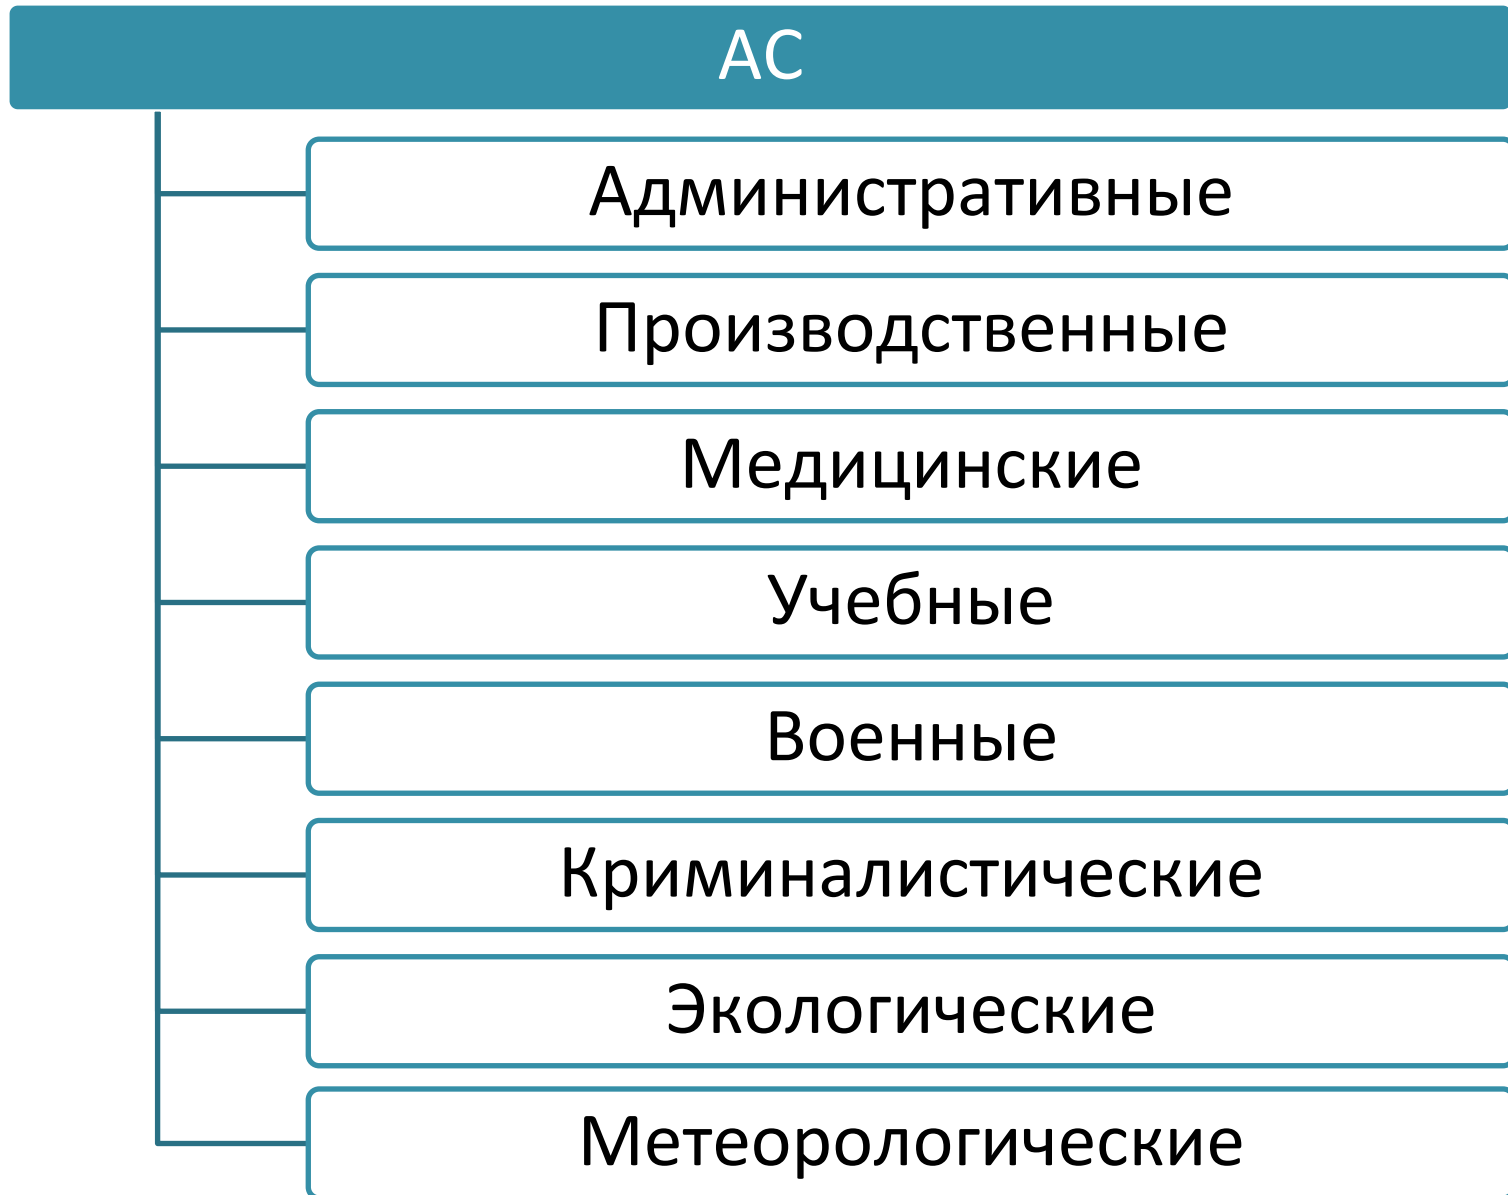 АС
Административные
Производственные
Медицинские
Учебные
Военные
Криминалистические
Экологические
Метеорологические